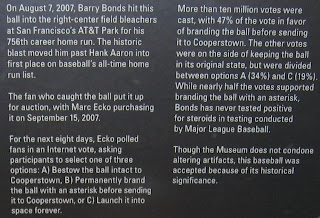 On August 7, 2007, Barry Bonds hit this
ball into the right-center field bleachers
at San Francisco's AT&T Park for his
756th career home run. The historic
blast moved him past Hank Aaron into
first place on baseball's all-time home
run list.
The fan who caught the ball put it up
for auction, with Marc Ecko purchasing
it on September 15, 2007.
For the next eight days, Ecko polled
fans in an Internet vote, asking
participants to select one of three
options: A) Bestow the ball intact to
Cooperstown, B) Permanently brand
the ball with an asterisk before sending
it to Cooperstown, or C) Launch it into
space forever.
More than ten million votes were
cast, with 47% of the vote in favor
of branding the ball before sending
it to Cooperstown. The other votes
were on the side of keeping the ball
in its original state, but were divided
between options A (34%) and C (19%).
While nearly half the voters supported
branding the ball with an asterisk,
Bonds has never tested positive
for steroids in testing conducted
by Major League Baseball.
Though the Museum does not condone
altering artifacts, this baseball was
accepted because of its historical
significance.